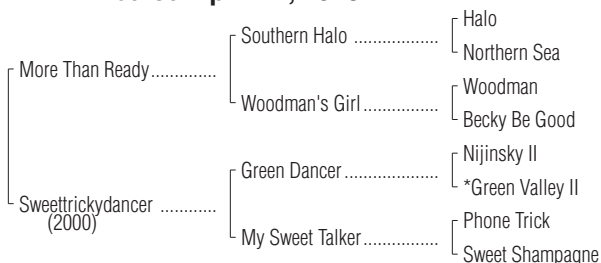 Halo
Southern Halo ..................
Northern Sea
More Than Ready..............
Woodman
Woodman's Girl ................
Becky Be Good
Nijinsky II
Green Dancer....................
*Green Valley II
Sweettrickydancer ............
(2000)
Phone Trick
My Sweet Talker................
Sweet Shampagne